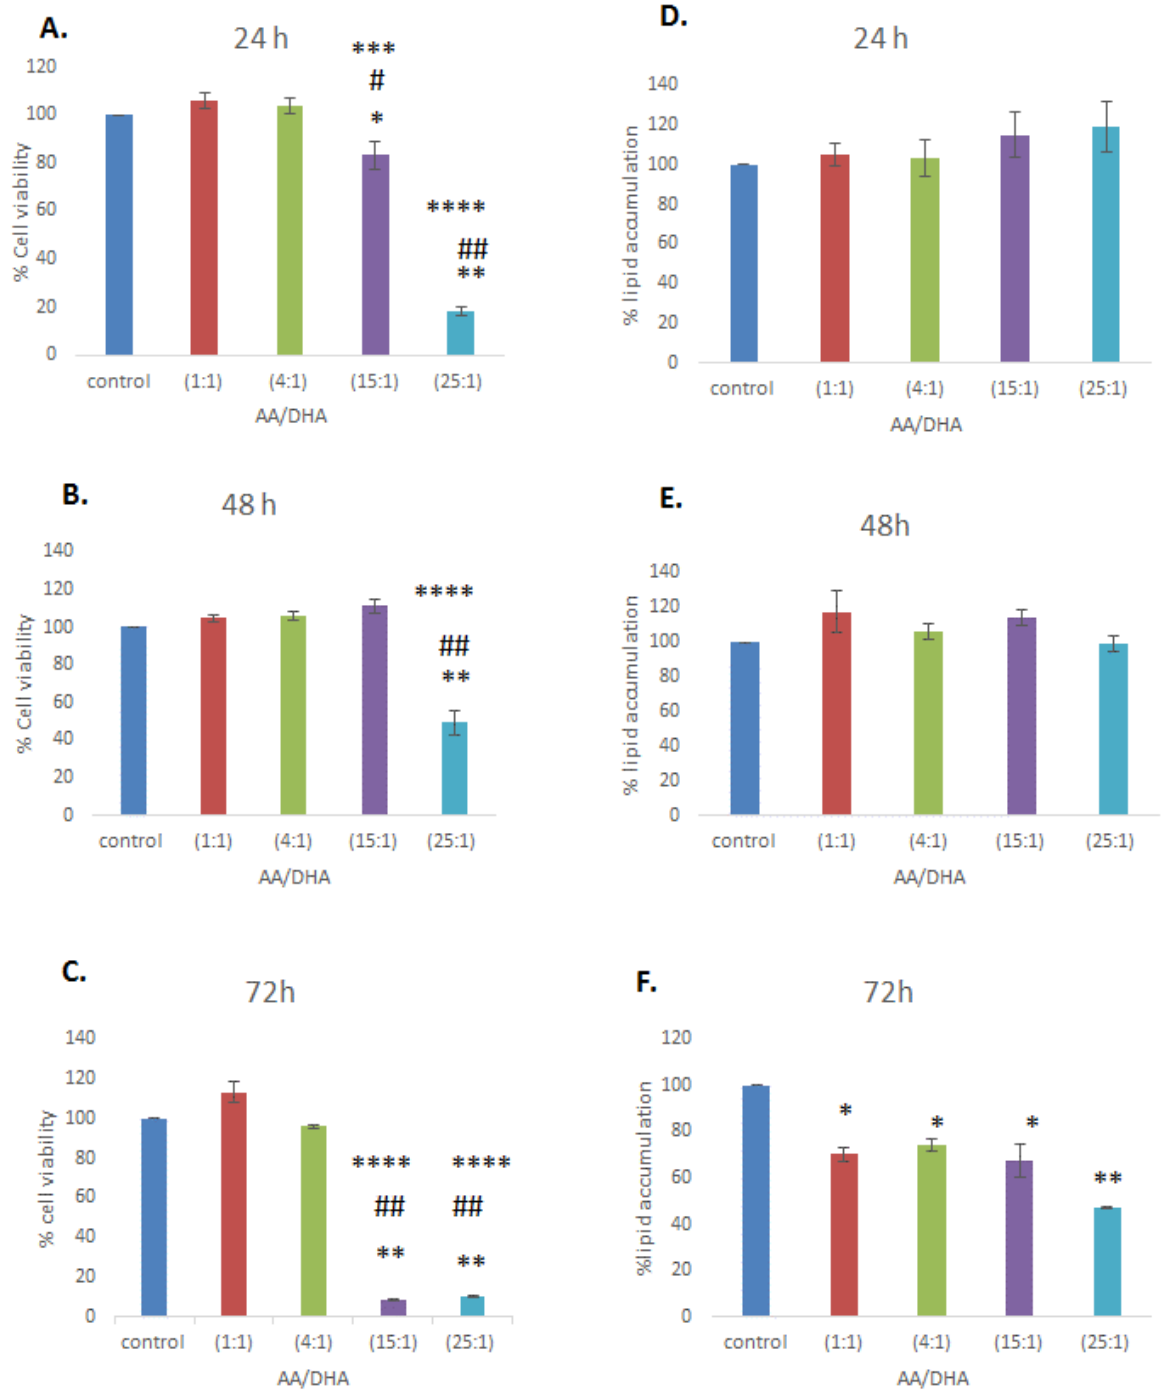 A.
24 h
120
100
80
60
40
20
0
% Cell viability
***
#
*
****
##
**
control (1:1) (4:1) (15:1) (25:1)
AA/DHA
D.
24 h
140
120
100
80
60
40
20
0
% lipid accumulation
control (1:1) (4:1) (15:1) (25:1)
AA/DHA
B.
48 h
140
120
100
80
60
40
20
0
% Cell viability
****
##
**
control (1:1) (4:1) (15:1) (25:1)
AA/DHA
E.
48h
140
120
100
80
60
40
20
0
% lipid accumulation
control (1:1) (4:1) (15:1) (25:1)
AA/DHA
C.
72h
140
120
100
80
60
40
20
0
% cell viability
**** ****
## ##
** **
control (1:1) (4:1) (15:1) (25:1)
AA/DHA
F.
72h
120
100
80
60
40
20
0
%lipid accumulation
* * * **
control (1:1) (4:1) (15:1) (25:1)
AA/DHA